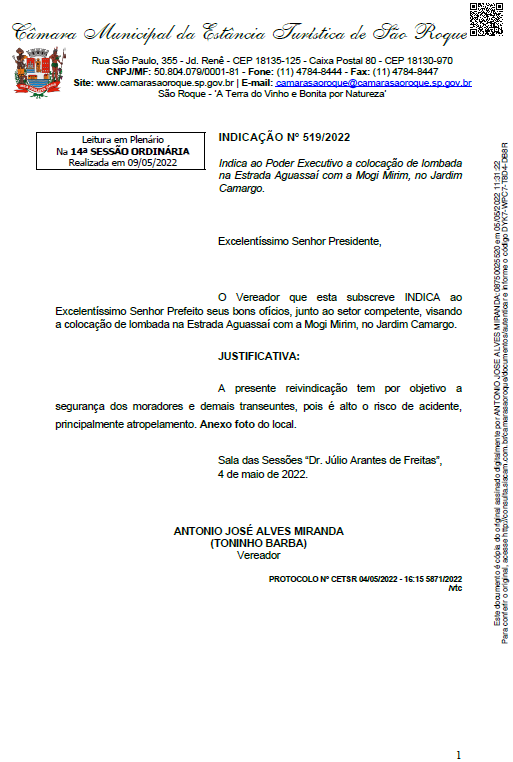 Câmara Municipal da Estância Turística de São Roque
Rua São Paulo, 355 - Jd. Renê - CEP 18135-125 - Caixa Postal 80 - CEP 18130-970
CNPJ/MF: 50.804.079/0001-81 - Fone: (11) 4784-8444 - Fax: (11) 4784-8447
Site: www.camarasaoroque.sp.gov.br | E-mail: camarasaoroque@camarasaoroque.sp.gov.br
São Roque - 'A Terra do Vinho e Bonita por Natureza'
Leitura em Plenário
Na 14ª SESSÃO ORDINÁRIA
Realizada em 09/05/2022
INDICAÇÃO Nº 519/2022
Indica ao Poder Executivo a colocação de lombada
na Estrada Aguassaí com a Mogi Mirim, no Jardim
Camargo.
Excelentíssimo Senhor Presidente,
O Vereador que esta subscreve INDICA ao
Excelentíssimo Senhor Prefeito seus bons ofícios, junto ao setor competente, visando
a colocação de lombada na Estrada Aguassaí com a Mogi Mirim, no Jardim Camargo.
JUSTIFICATIVA:
A presente reivindicação tem por objetivo a
segurança dos moradores e demais transeuntes, pois é alto o risco de acidente,
principalmente atropelamento. Anexo foto do local.
Sala das Sessões “Dr. Júlio Arantes de Freitas”,
4 de maio de 2022.
ANTONIO JOSÉ ALVES MIRANDA
(TONINHO BARBA)
Vereador
PROTOCOLO Nº CETSR 04/05/2022 - 16:15 5871/2022
/vtc
Este documento é cópia do original assinado digitalmente por ANTONIO JOSE ALVES MIRANDA:08750025520 em 05/05/2022 11:31:22
Para conferir o original, acesse http://consulta.siscam.com.br/camarasaoroque/documentos/autenticar e informe o código DYK7-WPC7-T8D4-DB8R
1